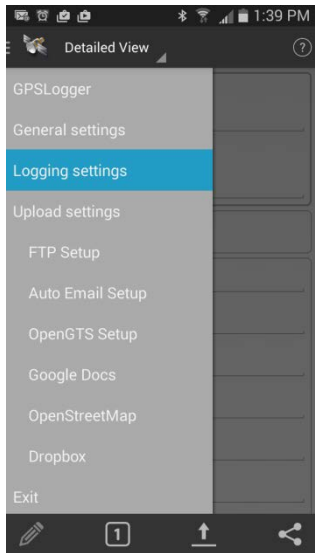 1:39 PM
Detailed View
?
GPSLogger
General settings
Logging settings
Upload settings
FTP Setup
Auto Email Setup
OpenGTS Setup
Google Docs
OpenStreetMap
Dropbox
Exit
1